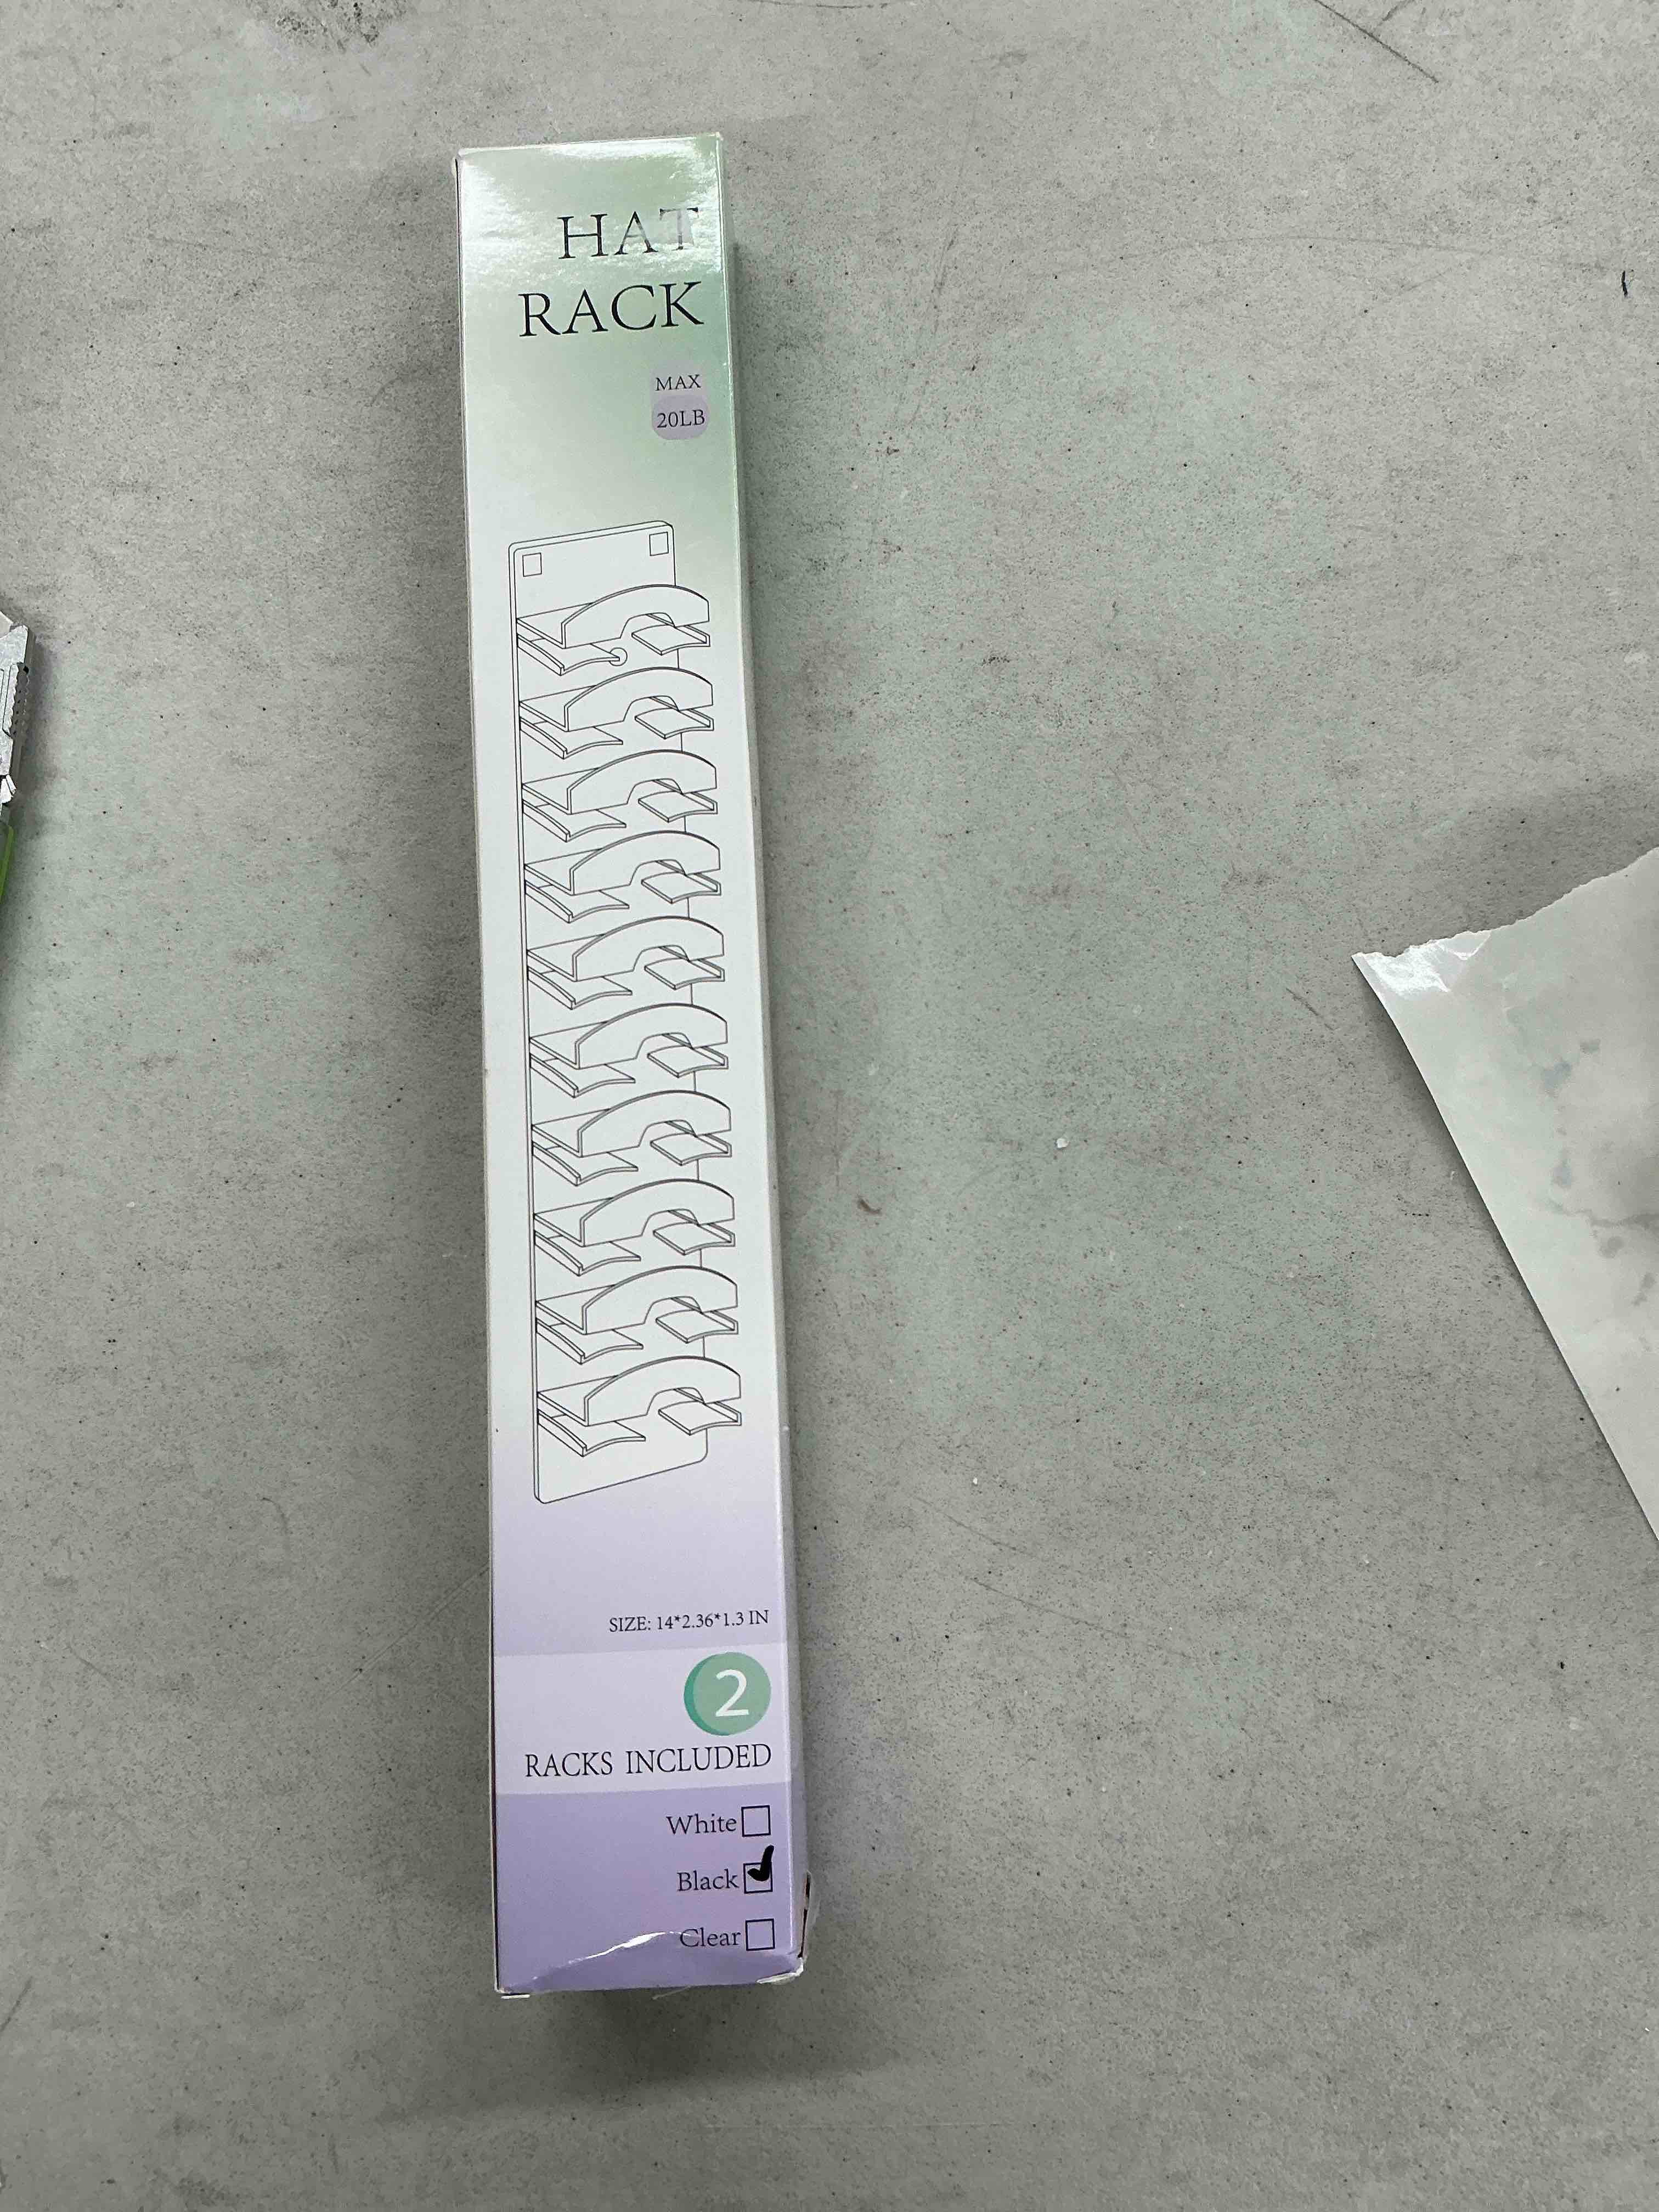 HAT
RACK
MAX
20LB
SIZE: 14*2.36*1.3 IN
2
RACKS INCLUDED
White
Black
Clear